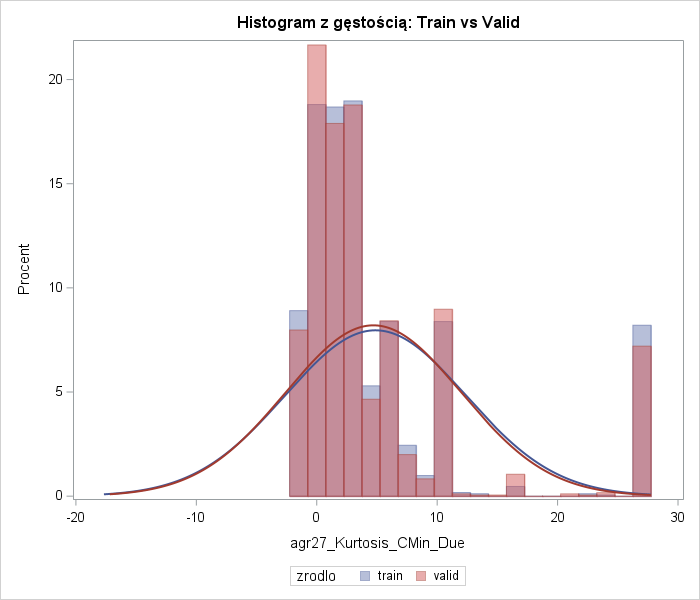 Histogram z gęstością: Train vs Valid
Procent
20
15
10
5
0
-20 -10 0 10 20 30
agr27_Kurtosis_CMin_Due
zrodlo train valid